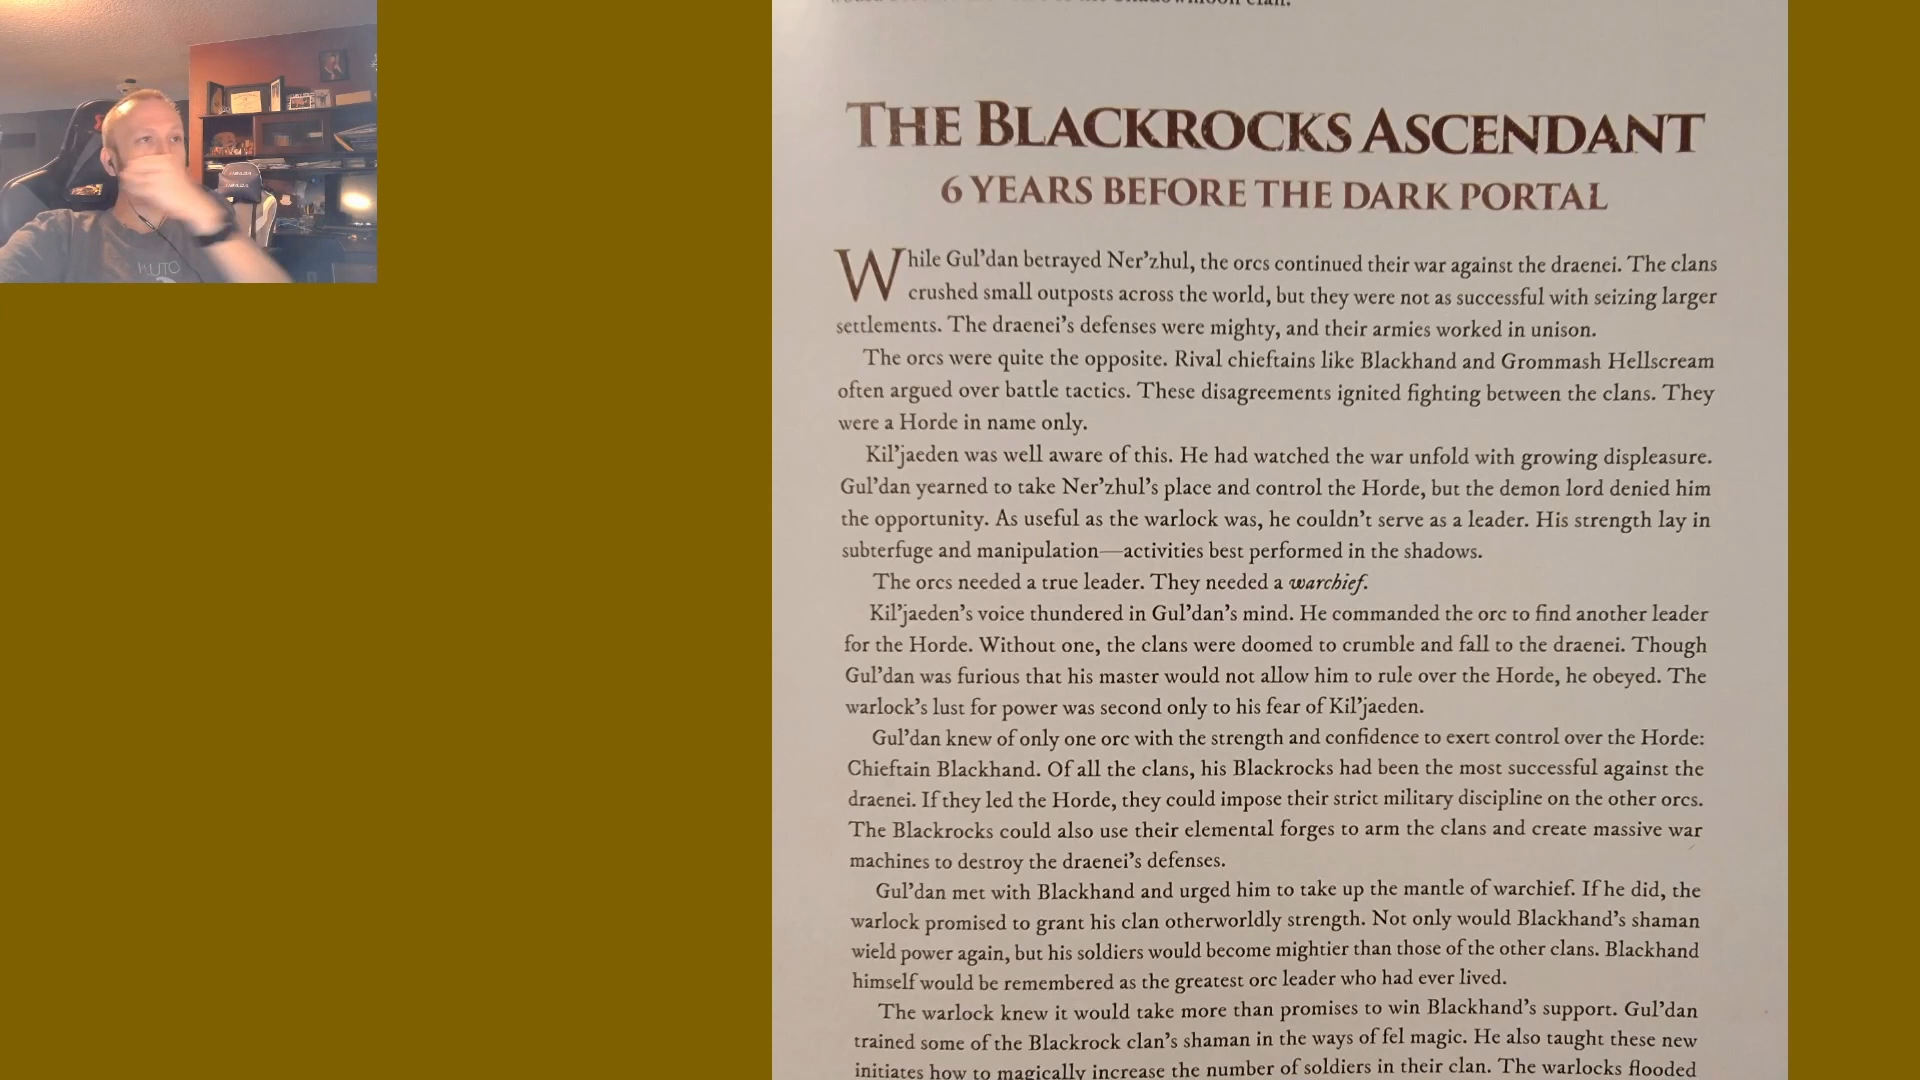 THE BLACKROCKS ASCENDANT
6 YEARS BEFORE THE DARK PORTAL
While Gul'dan betrayed Ner'zhul, the orcs continued their war against the draenei. The clans
crushed small outposts across the world, but they were not as successful with seizing larger
settlements. The draenei's defenses were mighty, and their armies worked in unison.
The orcs were quite the opposite. Rival chieftains like Blackhand and Grommash Hellscream
often argued over battle tactics. These disagreements ignited fighting between the clans. They
were a Horde in name only.
Kil'jaeden was well aware of this. He had watched the war unfold with growing displeasure.
Gul'dan yearned to take Ner'zhul's place and control the Horde, but the demon lord denied him
the opportunity. As useful as the warlock was, he couldn't serve as a leader. His strength lay in
subterfuge and manipulation—activities best performed in the shadows.
The orcs needed a true leader. They needed a warchief.
Kil'jaeden's voice thundered in Gul'dan's mind. He commanded the orc to find another leader
for the Horde. Without one, the clans were doomed to crumble and fall to the draenei. Though
Gul'dan was furious that his master would not allow him to rule over the Horde, he obeyed. The
warlock's lust for power was second only to his fear of Kil'jaeden.
Gul'dan knew of only one orc with the strength and confidence to exert control over the Horde:
Chieftain Blackhand. Of all the clans, his Blackrocks had been the most successful against the
draenei. If they led the Horde, they could impose their strict military discipline on the other orcs.
The Blackrocks could also use their elemental forges to arm the clans and create massive war
machines to destroy the draenei's defenses.
Gul'dan met with Blackhand and urged him to take up the mantle of warchief. If he did, the
warlock promised to grant his clan otherworldly strength. Not only would Blackhand's shaman
wield power again, but his soldiers would become mightier than those of the other clans. Blackhand
himself would be remembered as the greatest orc leader who had ever lived.
The warlock knew it would take more than promises to win Blackhand's support. Gul'dan
trained some of the Blackrock clan's shaman in the ways of fel magic. He also taught these new
initiates how to magically increase the number of soldiers in their clan. The warlocks flooded